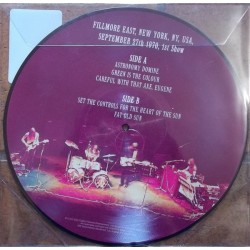 FILLMORE EAST, NEW YORK, NY, USA,
SEPTEMBER 27th 1970, 1st Show
SIDE A
ASTRONOMY DOMINE
GREEN IS THE COLOUR
CAREFUL WITH THAT AXE, EUGENE
SIDE B
SET THE CONTROLS FOR THE HEART OF THE SUN
FAT OLD SUN